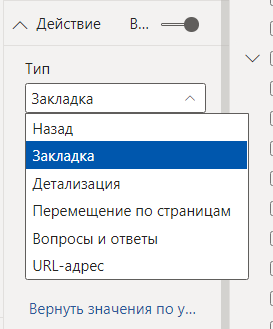 Действие В...
Тип
Закладка
Назад
Закладка
Детализация
Перемещение по страницам
Вопросы и ответы
URL-адрес
Вернуть значения по у...